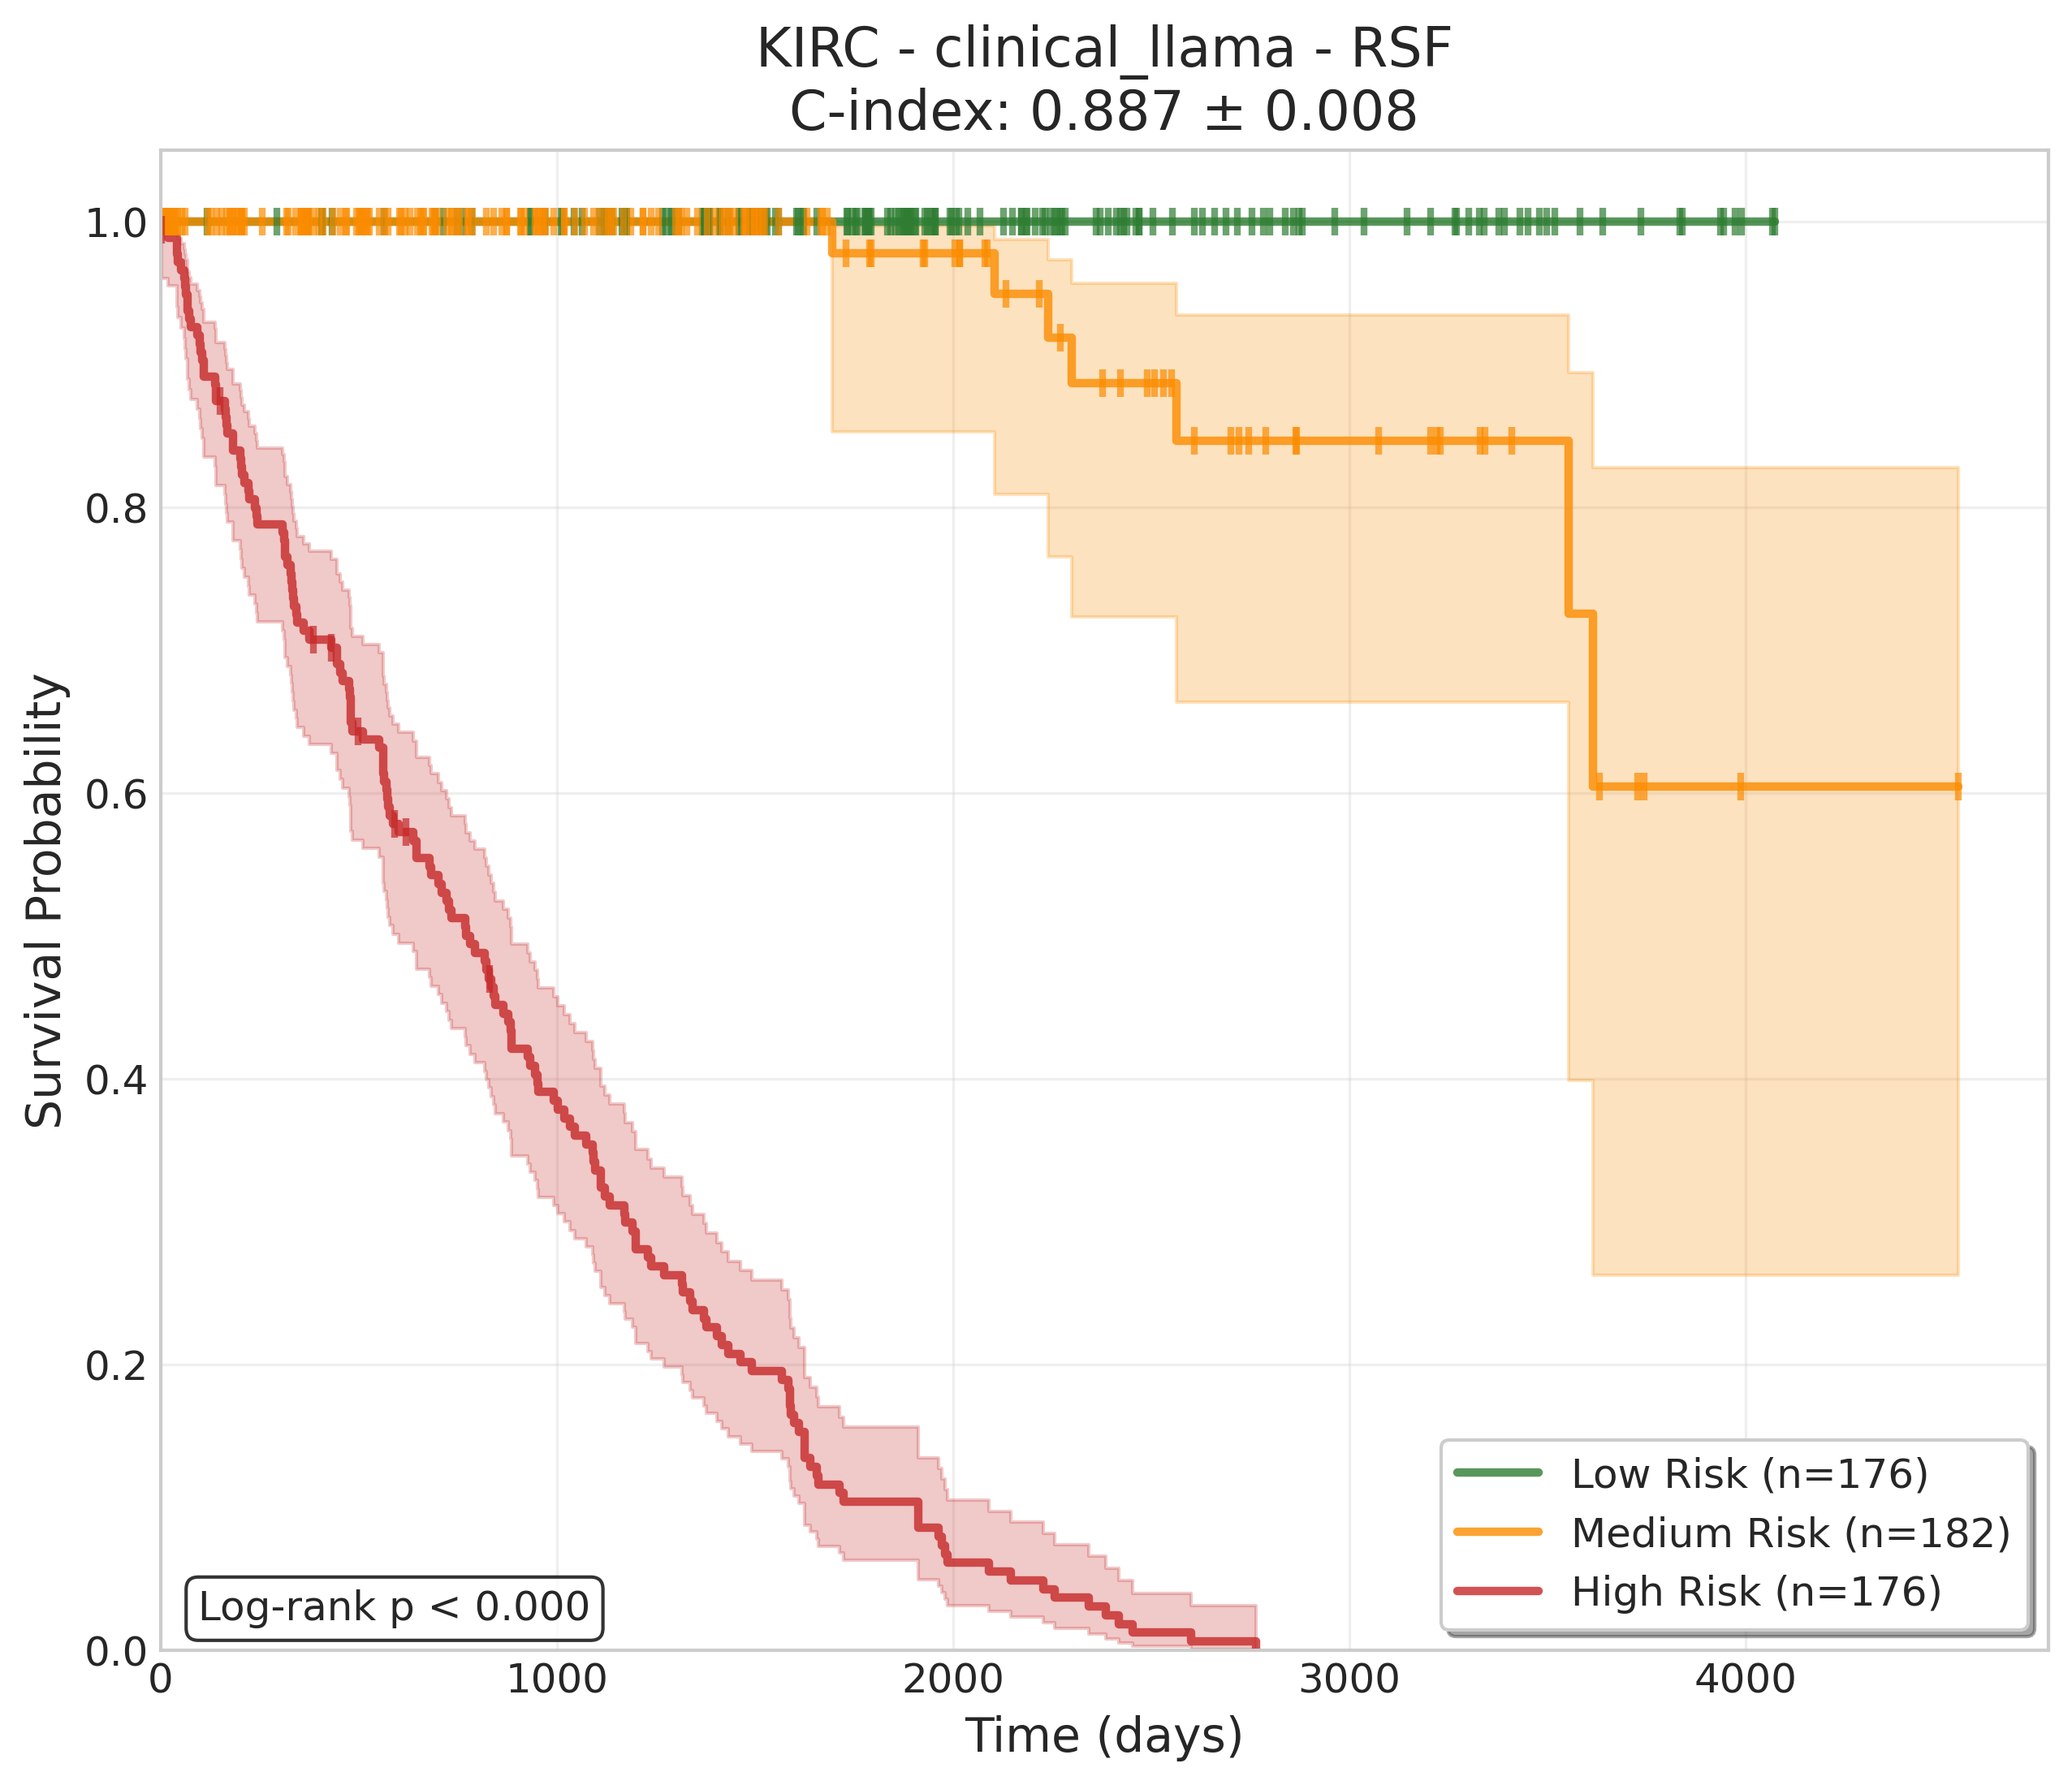 KIRC - clinical_llama - RSF
C-index: 0.887 ± 0.008
Survival Probability
1.0
0.8
0.6
0.4
0.2
0.0
Log-rank p < 0.000
Low Risk (n=176)
Medium Risk (n=182)
High Risk (n=176)
0
1000
2000
3000
4000
Time (days)